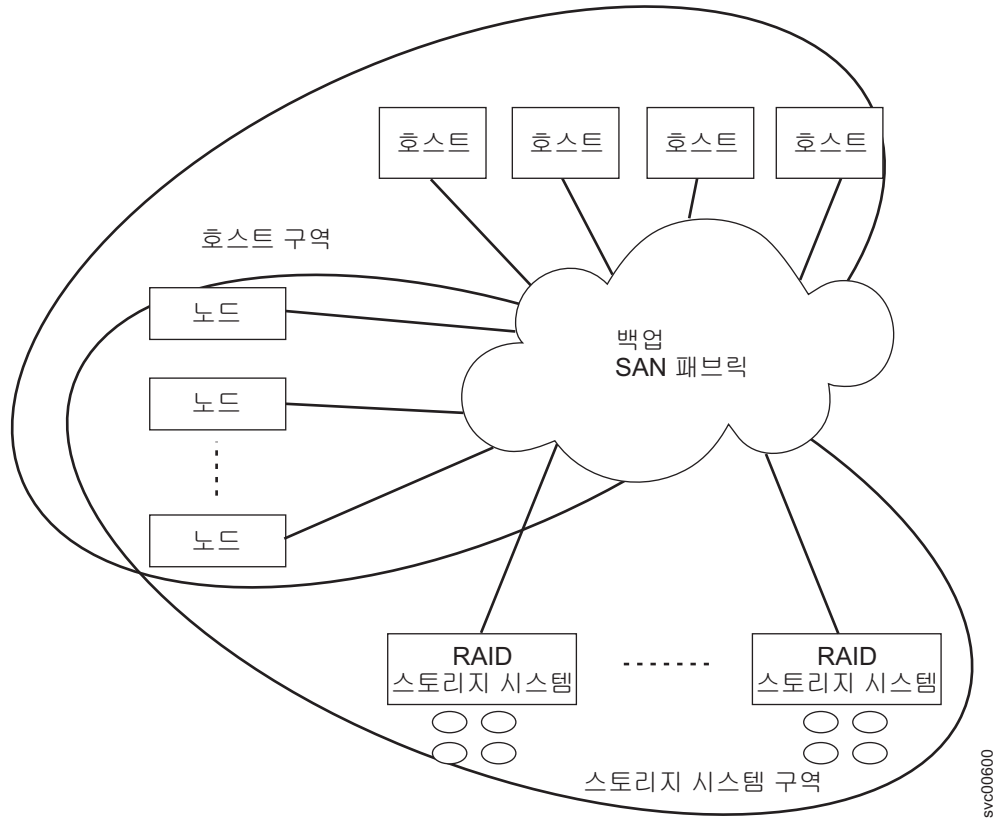 호스트 호스트 호스트 호스트
호스트 구역
노드
백업
SAN 패브릭
노드
노드
RAID
스토리지 시스템
RAID
스토리지 시스템
스토리지 시스템 구역
svc00600